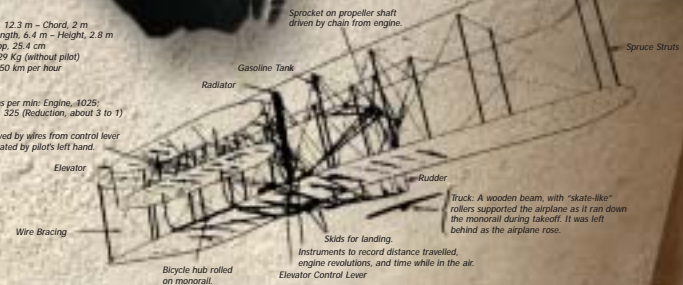 Sprocket on propeller shaft
driven by chain from engine.
12.3 m – Chord, 2 m
ngth, 6.4 m – Height, 2.8 m
op, 25.4 cm
29 Kg (without pilot)
50 km per hour
Spruce Struts
Gasoline Tank
Radiator
s per min: Engine, 1025;
325 (Reduction, about 3 to 1)
ved by wires from control lever
ated by pilot's left hand.
Elevator
Rudder
Truck: A wooden beam, with "skate-like"
rollers supported the airplane as it ran down
the monorail during takeoff. It was left
behind as the airplane rose.
Wire Bracing
Skids for landing.
Instruments to record distance travelled,
engine revolutions, and time while in the air.
Bicycle hub rolled
on monorail.
Elevator Control Lever